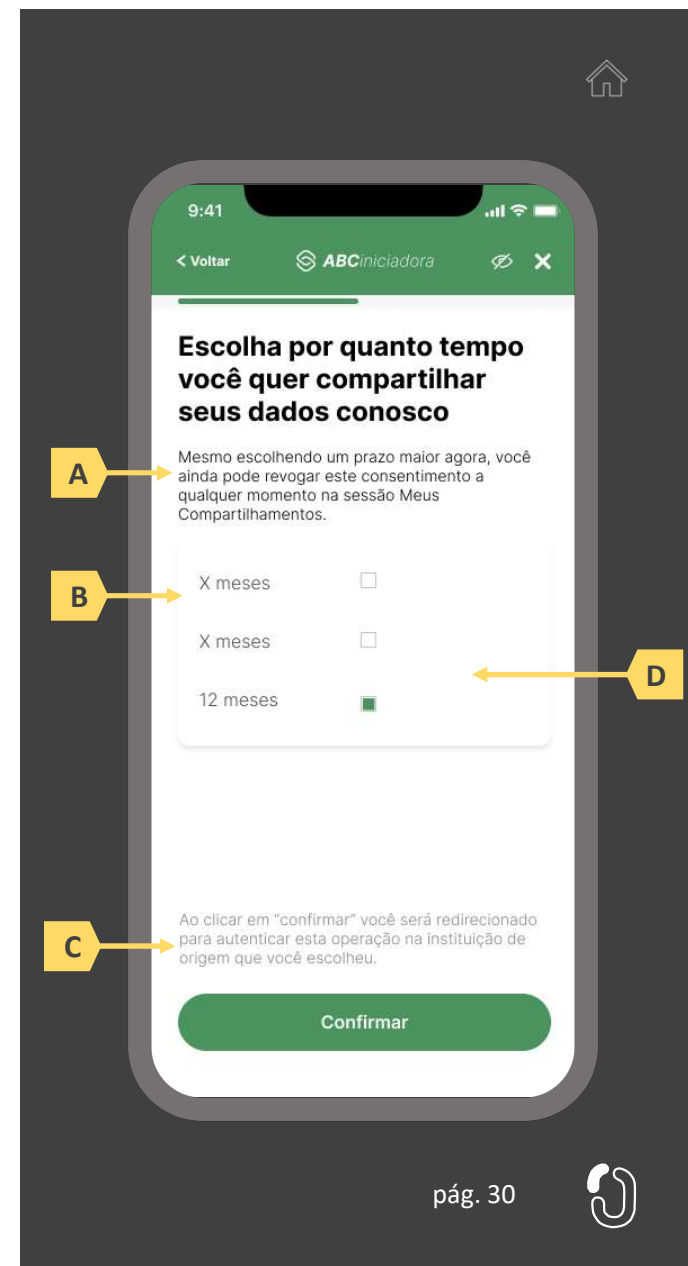 9:41
Voltar
ABCiniciadora
Escolha por quanto tempo
você quer compartilhar
seus dados conosco
A
Mesmo escolhendo um prazo maior agora, você
ainda pode revogar este consentimento a
qualquer momento na sessão Meus
Compartilhamentos.
B
X meses
X meses
D
12 meses
C
Ao clicar em “confirmar” você será redirecionado
para autenticar esta operação na instituição de
origem que você escolheu.
Confirmar
pág. 30